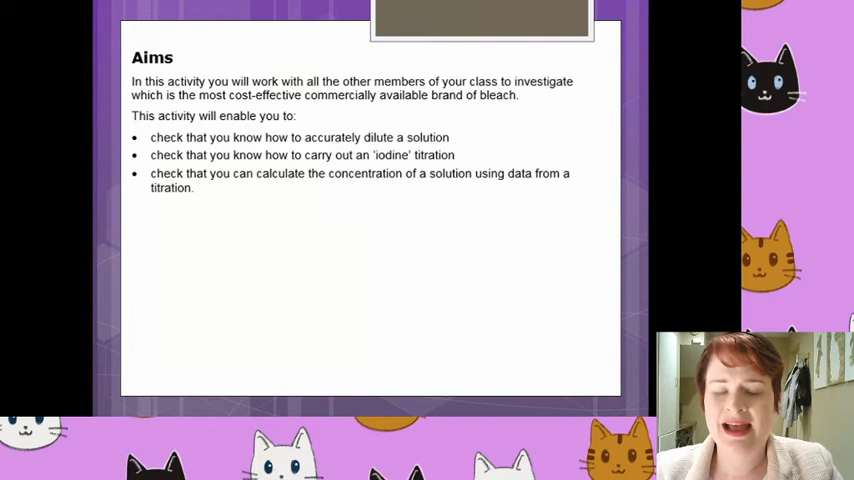 Aims
In this activity you will work with all the other members of your class to investigate
which is the most cost-effective commercially available brand of bleach.
This activity will enable you to:
• check that you know how to accurately dilute a solution
• check that you know how to carry out an ‘iodine’ titration
• check that you can calculate the concentration of a solution using data from a
titration.